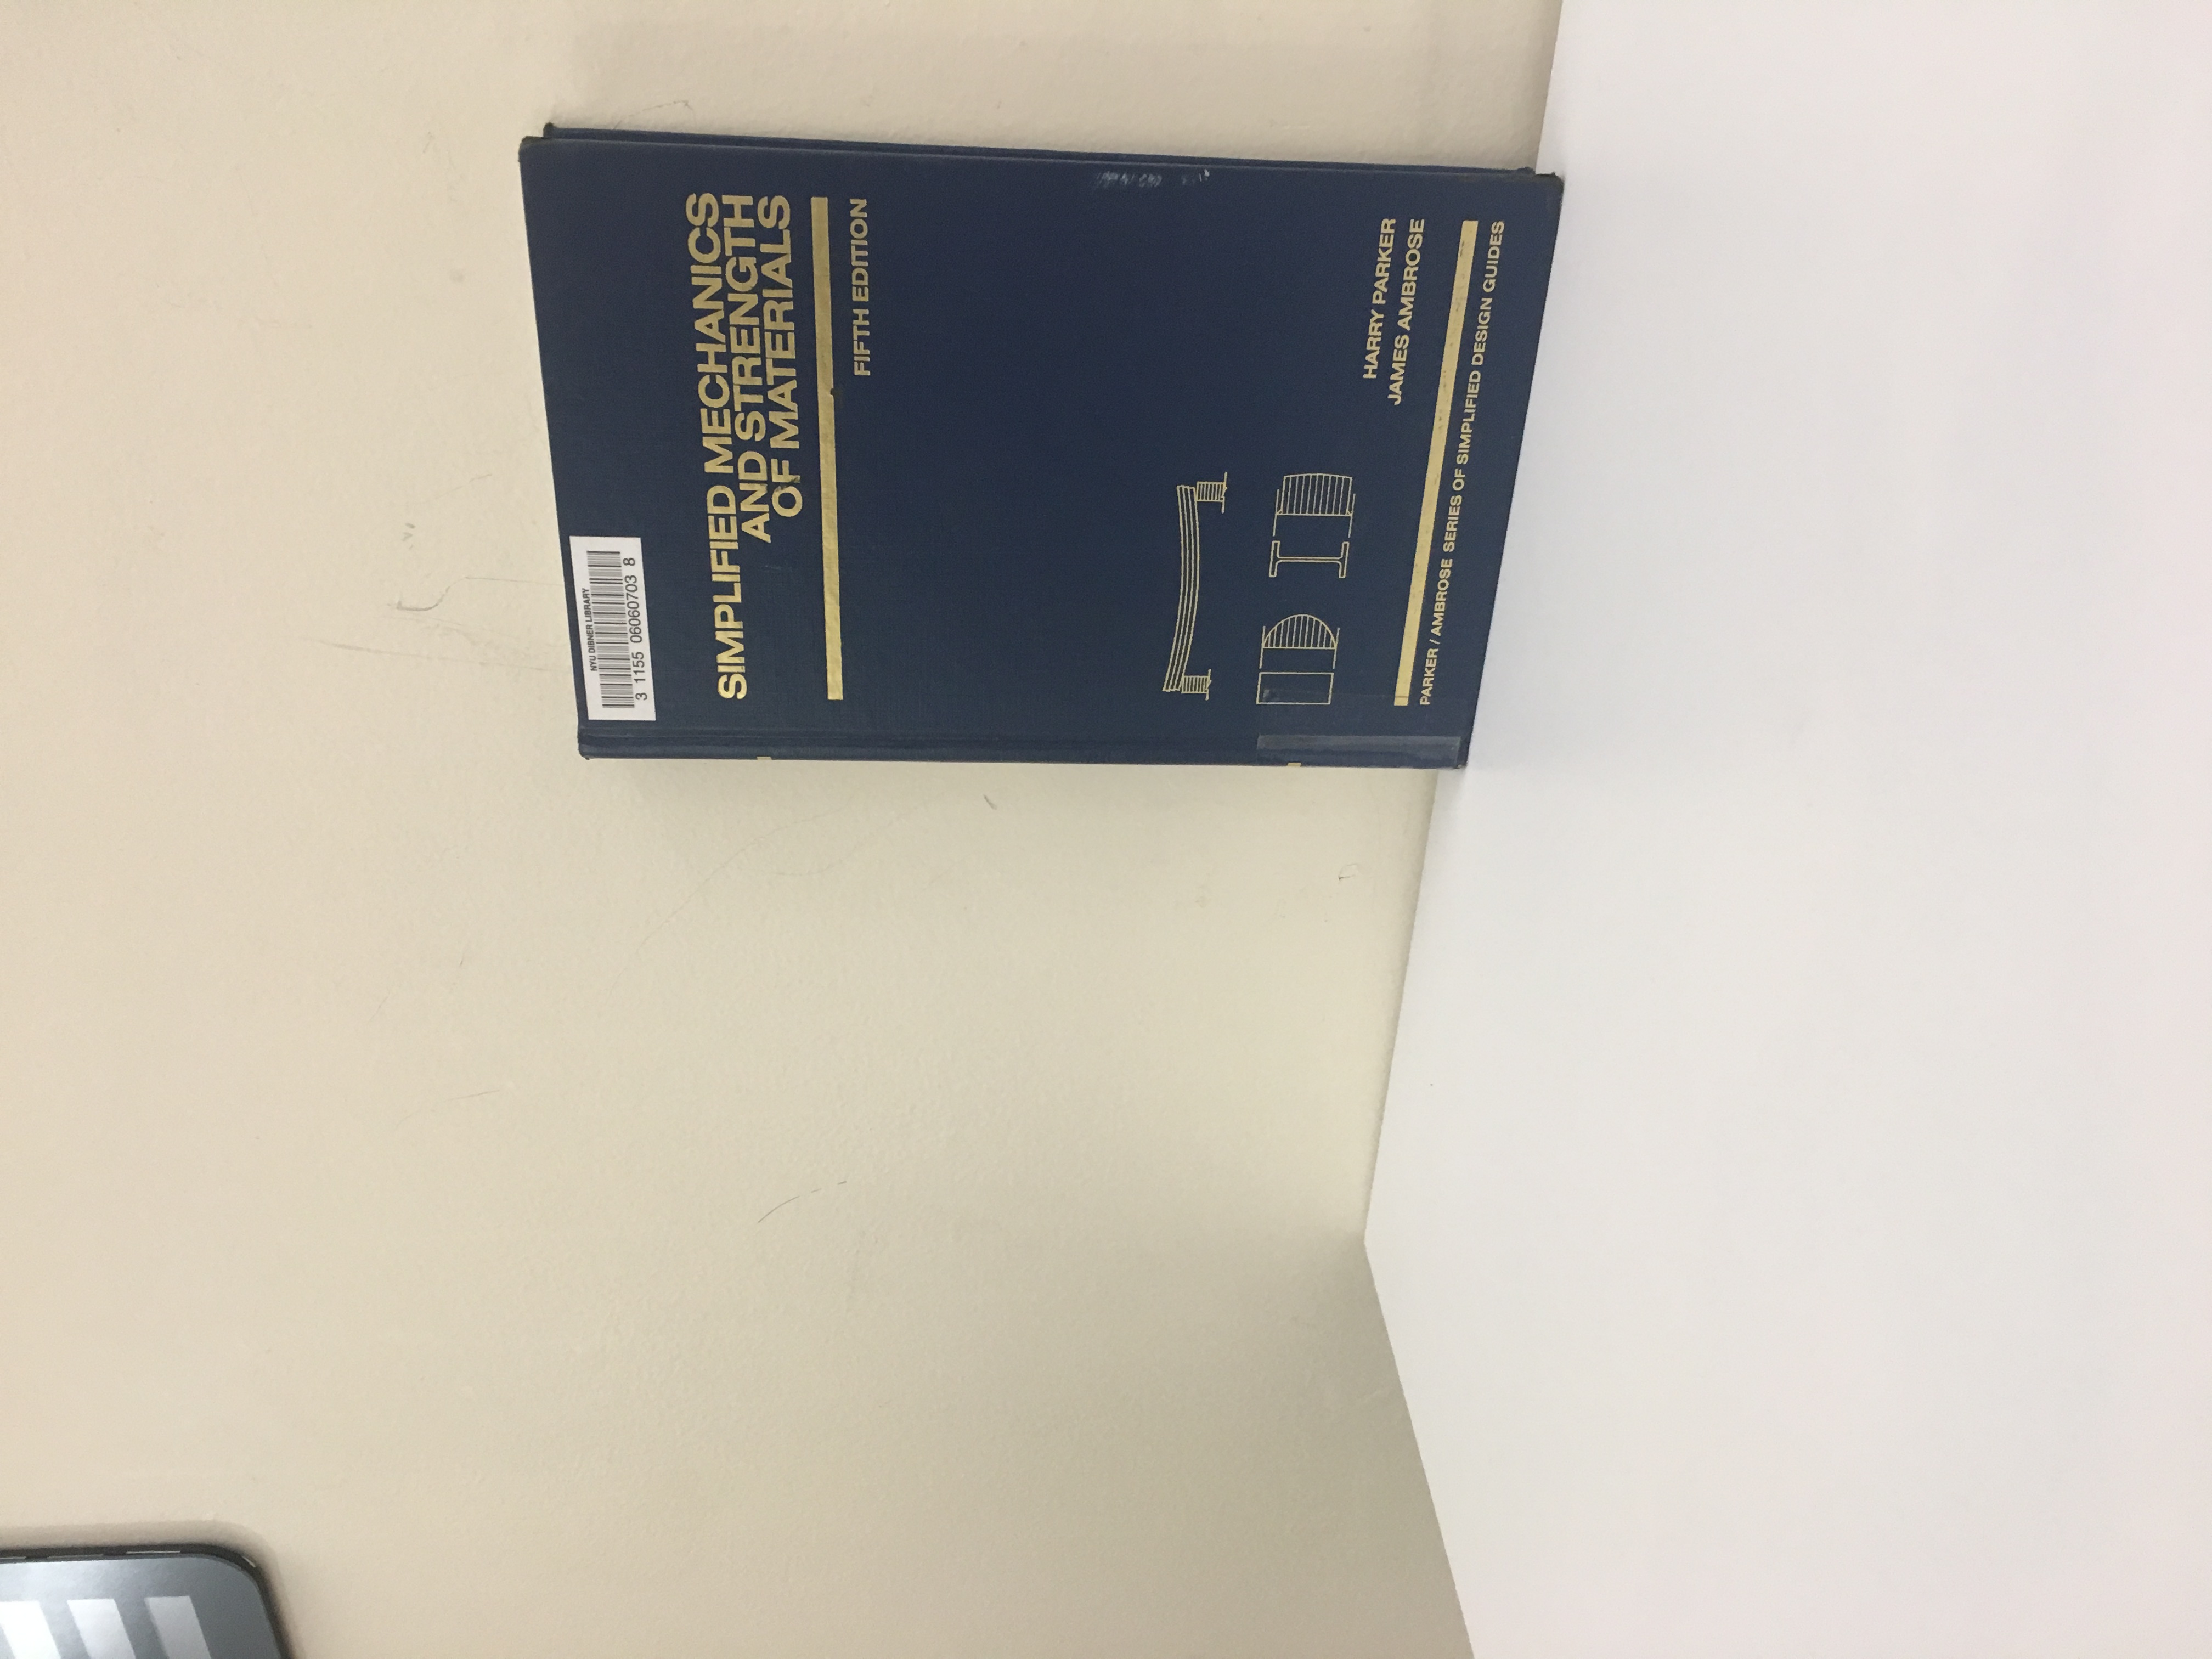 NYU DIBNER LIBRARY
3 1155 06060703 8
SIMPLIFIED MECHANICS
AND STRENGTH
OF MATERIALS
FIFTH EDITION
HARRY PARKER
JAMES AMBROSE
PARKER / AMBROSE SERIES OF SIMPLIFIED DESIGN GUIDES